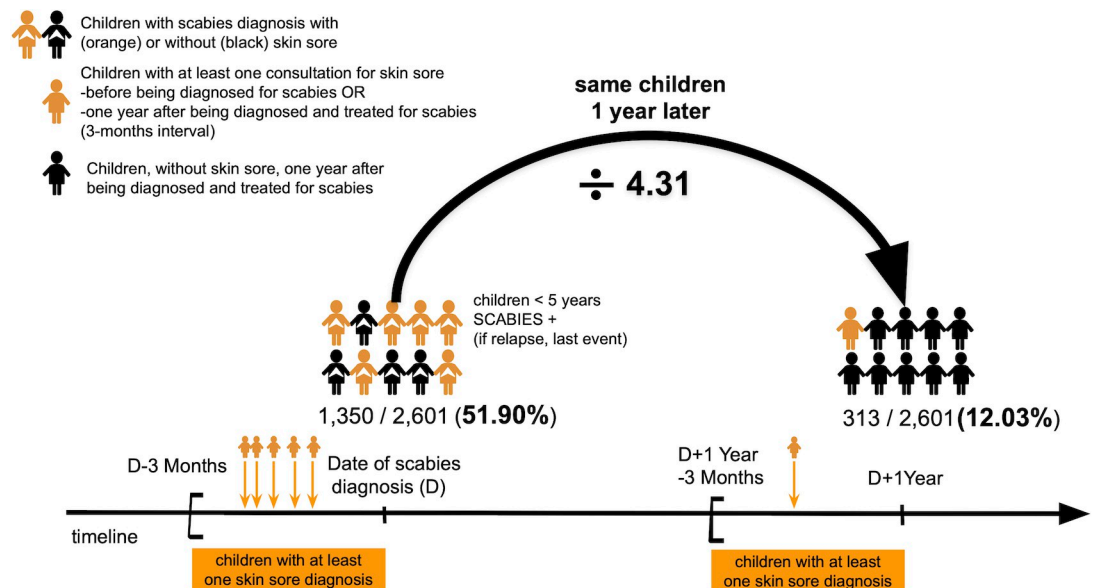 Children with scabies diagnosis with
(orange) or without (black) skin sore
Children with at least one consultation for skin sore
-before being diagnosed for scabies OR
-one year after being diagnosed and treated for scabies
(3-months interval)
Children, without skin sore, one year after
being diagnosed and treated for scabies
same children
1 year later
÷ 4.31
children < 5 years
SCABIES +
(if relapse, last event)
1,350 / 2,601 (51.90%)
313 / 2,601 (12.03%)
D-3 Months
Date of scabies
diagnosis (D)
D+1 Year
-3 Months
D+1Year
timeline
children with at least
one skin sore diagnosis
children with at least
one skin sore diagnosis